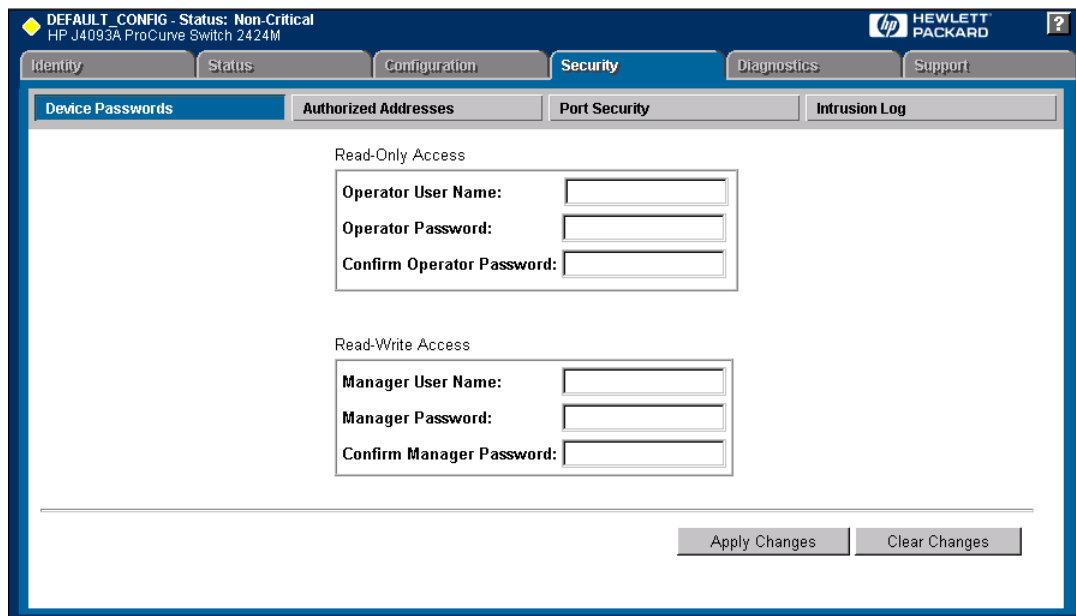 DEFAULT_CONFIG - Status: Non-Critical
HP J4093A ProCurve Switch 2424M
hp HEWLETT PACKARD
?
Identity Status Configuration Security Diagnostics Support
Device Passwords Authorized Addresses Port Security Intrusion Log
Read-Only Access
Operator User Name:
Operator Password:
Confirm Operator Password:
Read-Write Access
Manager User Name:
Manager Password:
Confirm Manager Password:
Apply Changes Clear Changes